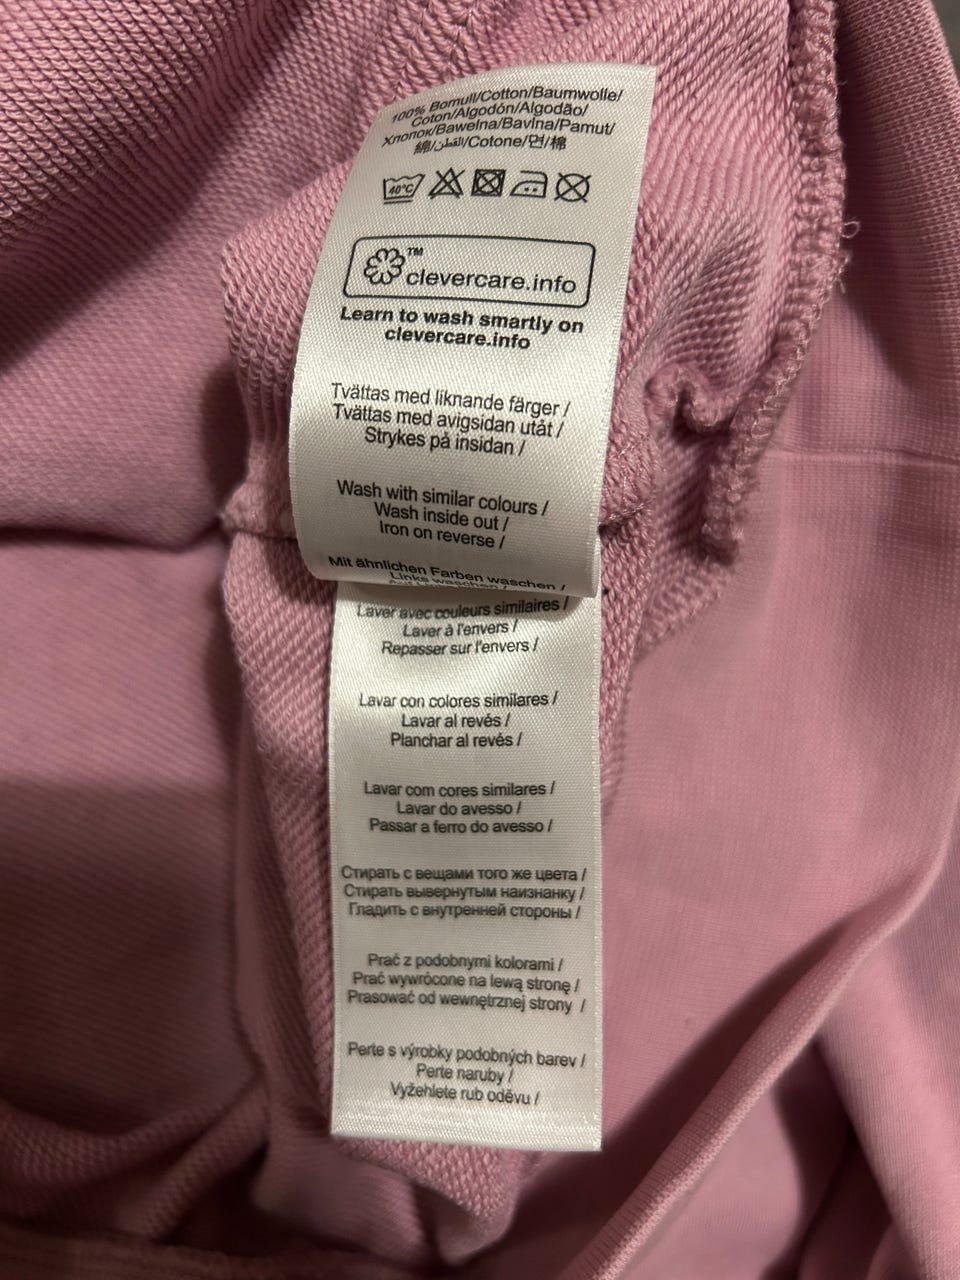 100% Bomull/Cotton/Baumwolle/
Coton/Algodón/Algodão/
Хлопок/Bawełna/Bavlna/Pamut/
綿/القطن/Cotone/면/棉
40°C
TM
clevercare.info
Learn to wash smartly on
clevercare.info
Tvättas med liknande färger /
Tvättas med avigsidan utåt /
Strykes på insidan /
Wash with similar colours /
Wash inside out /
Iron on reverse /
Mit ähnlichen Farben waschen /
Links waschen /
Laver avec couleurs similaires /
Laver à l'envers /
Repasser sur l'envers /
Lavar con colores similares /
Lavar al revés /
Planchar al revés /
Lavar com cores similares /
Lavar do avesso /
Passar a ferro do avesso /
Стирать с вещами того же цвета /
Стирать вывернутым наизнанку /
Гладить с внутренней стороны /
Prać z podobnymi kolorami /
Prać wywrócone na lewą stronę /
Prasować od wewnętrznej strony /
Perte s výrobky podobných barev /
Perte naruby /
Vyžehlete rub oděvu /